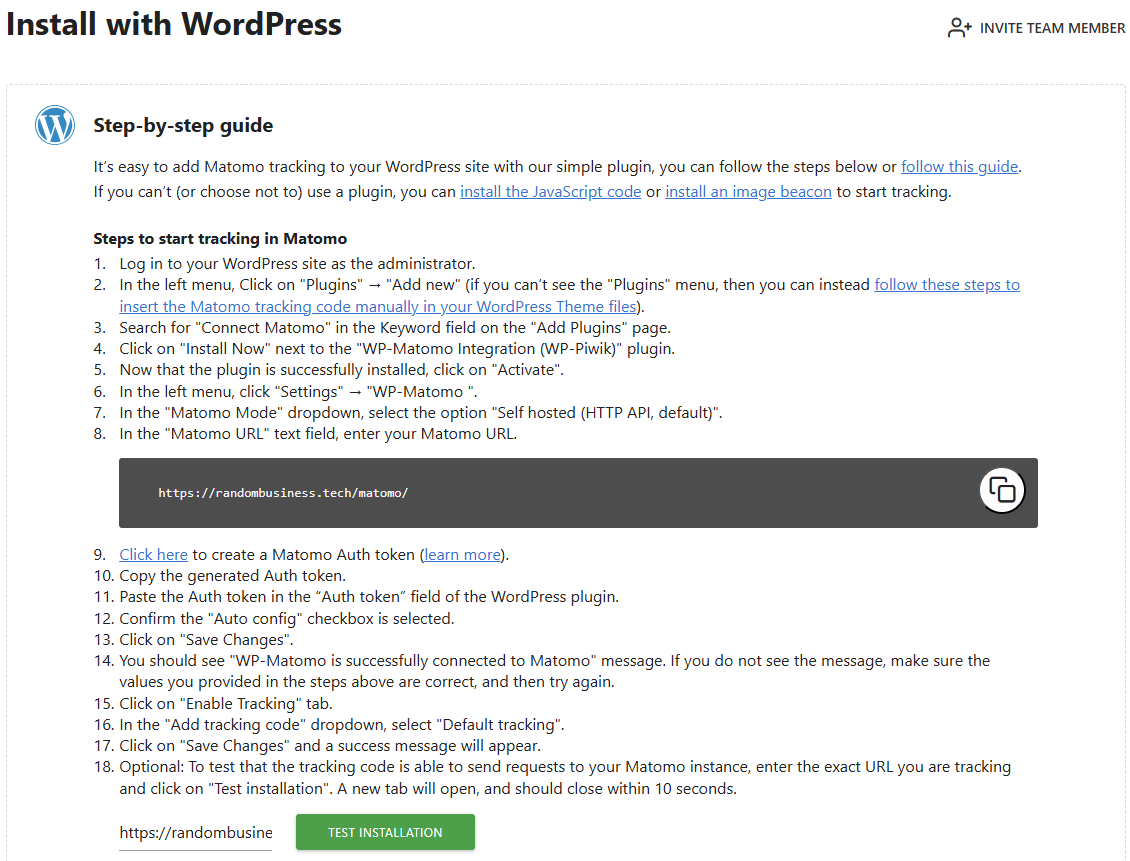 Install with WordPress
INVITE TEAM MEMBER
Step-by-step guide
It’s easy to add Matomo tracking to your WordPress site with our simple plugin, you can follow the steps below or follow this guide.
If you can’t (or choose not to) use a plugin, you can install the JavaScript code or install an image beacon to start tracking.
Steps to start tracking in Matomo
1. Log in to your WordPress site as the administrator.
2. In the left menu, Click on "Plugins" → "Add new" (if you can’t see the "Plugins" menu, then you can instead follow these steps to
insert the Matomo tracking code manually in your WordPress Theme files).
3. Search for "Connect Matomo" in the Keyword field on the "Add Plugins" page.
4. Click on "Install Now" next to the "WP-Matomo Integration (WP-Piwik)" plugin.
5. Now that the plugin is successfully installed, click on "Activate".
6. In the left menu, click "Settings" → "WP-Matomo ".
7. In the "Matomo Mode" dropdown, select the option "Self hosted (HTTP API, default)".
8. In the "Matomo URL" text field, enter your Matomo URL.
https://randombusiness.tech/matomo/
9. Click here to create a Matomo Auth token (learn more).
10. Copy the generated Auth token.
11. Paste the Auth token in the “Auth token” field of the WordPress plugin.
12. Confirm the "Auto config" checkbox is selected.
13. Click on "Save Changes".
14. You should see "WP-Matomo is successfully connected to Matomo" message. If you do not see the message, make sure the
values you provided in the steps above are correct, and then try again.
15. Click on "Enable Tracking" tab.
16. In the "Add tracking code" dropdown, select "Default tracking".
17. Click on "Save Changes" and a success message will appear.
18. Optional: To test that the tracking code is able to send requests to your Matomo instance, enter the exact URL you are tracking
and click on "Test installation". A new tab will open, and should close within 10 seconds.
https://randombusine
TEST INSTALLATION